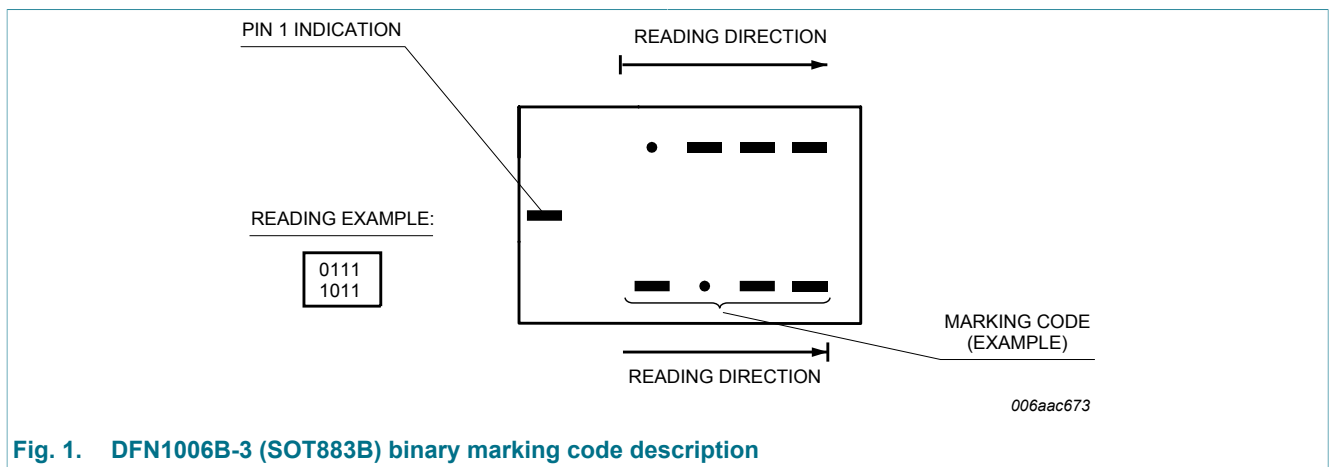 PIN 1 INDICATION
READING DIRECTION
READING EXAMPLE:
0111
1011
MARKING CODE
(EXAMPLE)
READING DIRECTION
006aac673
Fig. 1. DFN1006B-3 (SOT883B) binary marking code description